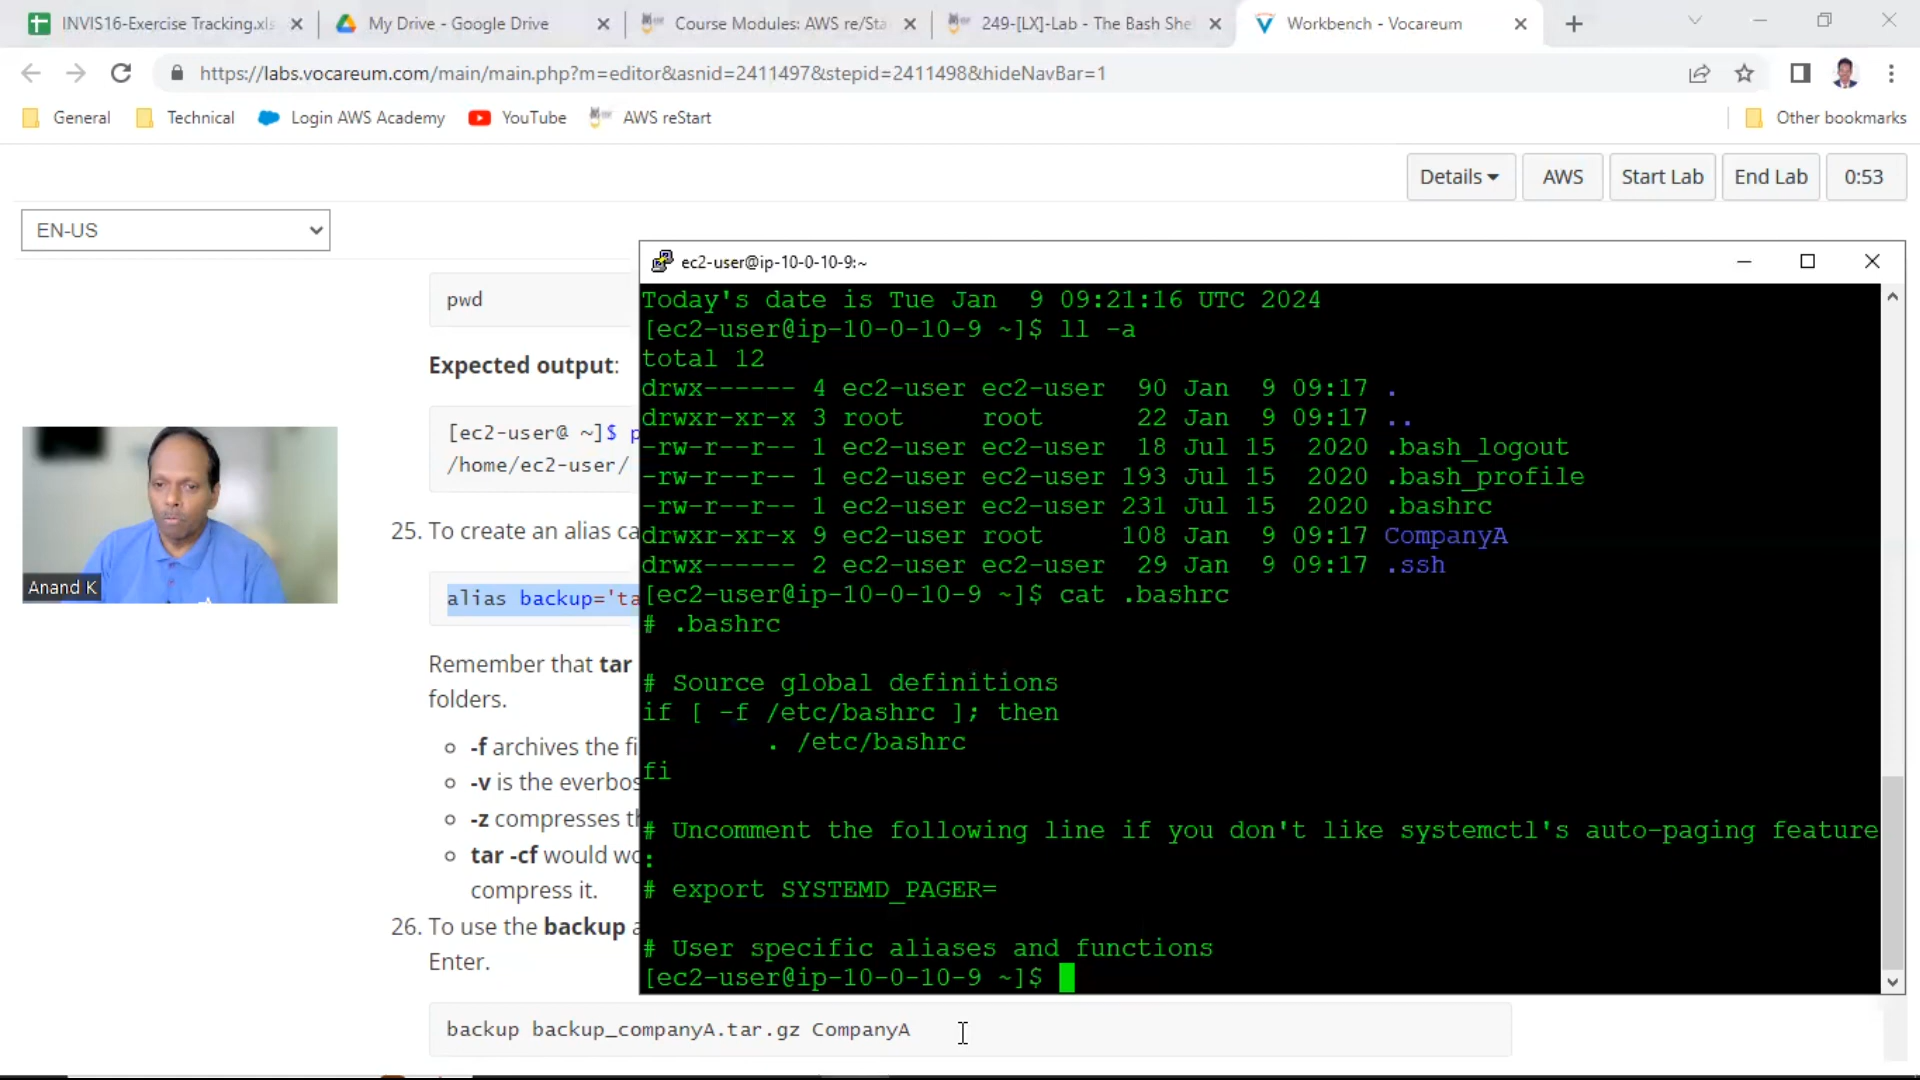 INVIS16-Exercise Tracking.xls
My Drive - Google Drive
Course Modules: AWS re/Sta
249-[LX]-Lab - The Bash She
Workbench - Vocareum
https://labs.vocareum.com/main/main.php?m=editor&asnid=2411497&stepid=2411498&hideNavBar=1
General
Technical
Login AWS Academy
YouTube
AWS reStart
Other bookmarks
Details
AWS
Start Lab
End Lab
0:53
EN-US
pwd
Expected output:
[ec2-user@ ~]$ p
/home/ec2-user/
25. To create an alias ca
alias backup='ta
Remember that tar
folders.
-f archives the fi
-v is the everbos
-z compresses th
tar -cf would wo
compress it.
26. To use the backup a
Enter.
backup backup_companyA.tar.gz CompanyA
Anand K
ec2-user@ip-10-0-10-9:~
Today's date is Tue Jan  9 09:21:16 UTC 2024
[ec2-user@ip-10-0-10-9 ~]$ ll -a
total 12
drwx------ 4 ec2-user ec2-user  90 Jan  9 09:17 .
drwxr-xr-x 3 root     root      22 Jan  9 09:17 ..
-rw-r--r-- 1 ec2-user ec2-user  18 Jul 15  2020 .bash_logout
-rw-r--r-- 1 ec2-user ec2-user 193 Jul 15  2020 .bash_profile
-rw-r--r-- 1 ec2-user ec2-user 231 Jul 15  2020 .bashrc
drwxr-xr-x 9 ec2-user root     108 Jan  9 09:17 CompanyA
drwx------ 2 ec2-user ec2-user  29 Jan  9 09:17 .ssh
[ec2-user@ip-10-0-10-9 ~]$ cat .bashrc
# .bashrc
# Source global definitions
if [ -f /etc/bashrc ]; then
        . /etc/bashrc
fi
# Uncomment the following line if you don't like systemctl's auto-paging feature
:
# export SYSTEMD_PAGER=
# User specific aliases and functions
[ec2-user@ip-10-0-10-9 ~]$